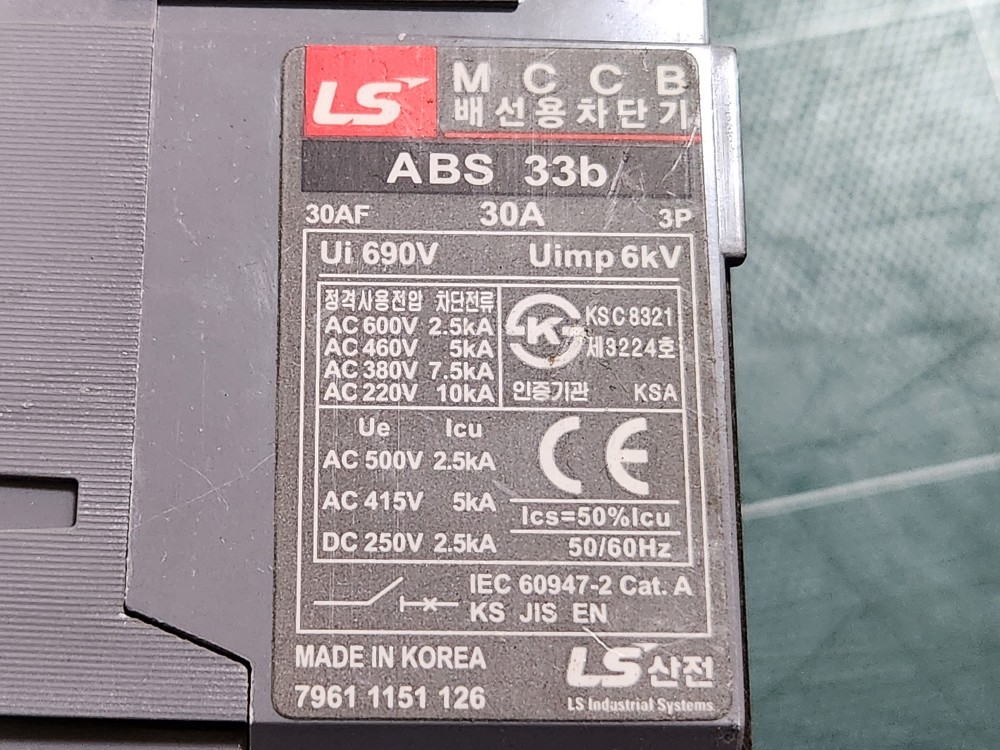 LS
MCCB
배선용차단기
ABS 33b
30AF 30A 3P
Ui 690V Uimp 6kV
정격사용전압 차단전류
AC 600V 2.5kA
AC 460V 5kA
AC 380V 7.5kA
AC 220V 10kA
K
KS C 8321
제3224호
인증기관 KSA
Ue Icu
AC 500V 2.5kA
AC 415V 5kA
DC 250V 2.5kA
CE
Ics=50%Icu
50/60Hz
IEC 60947-2 Cat. A
KS JIS EN
MADE IN KOREA
7961 1151 126
LS산전
LS Industrial Systems